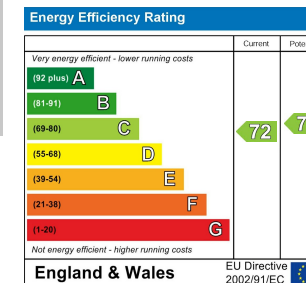 Energy Efficiency Rating
Current
Very energy efficient - lower running costs
(92 plus) A
(81-91) B
(69-80) C
72
(55-68) D
(39-54) E
(21-38) F
(1-20) G
Not energy efficient - higher running costs
England & Wales
EU Directive
2002/91/EC